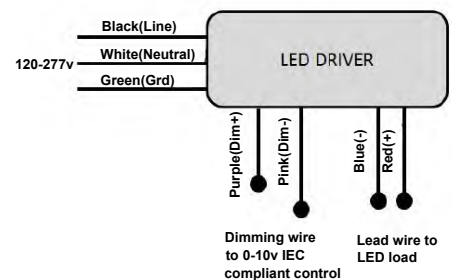 Black(Line)
120-277v
White(Neutral)
Green(Grd)
LED DRIVER
Purple(Dim+)
Pink(Dim-)
Blue(-)
Red(+)
Dimming wire
to 0-10v IEC
compliant control
Lead wire to
LED load